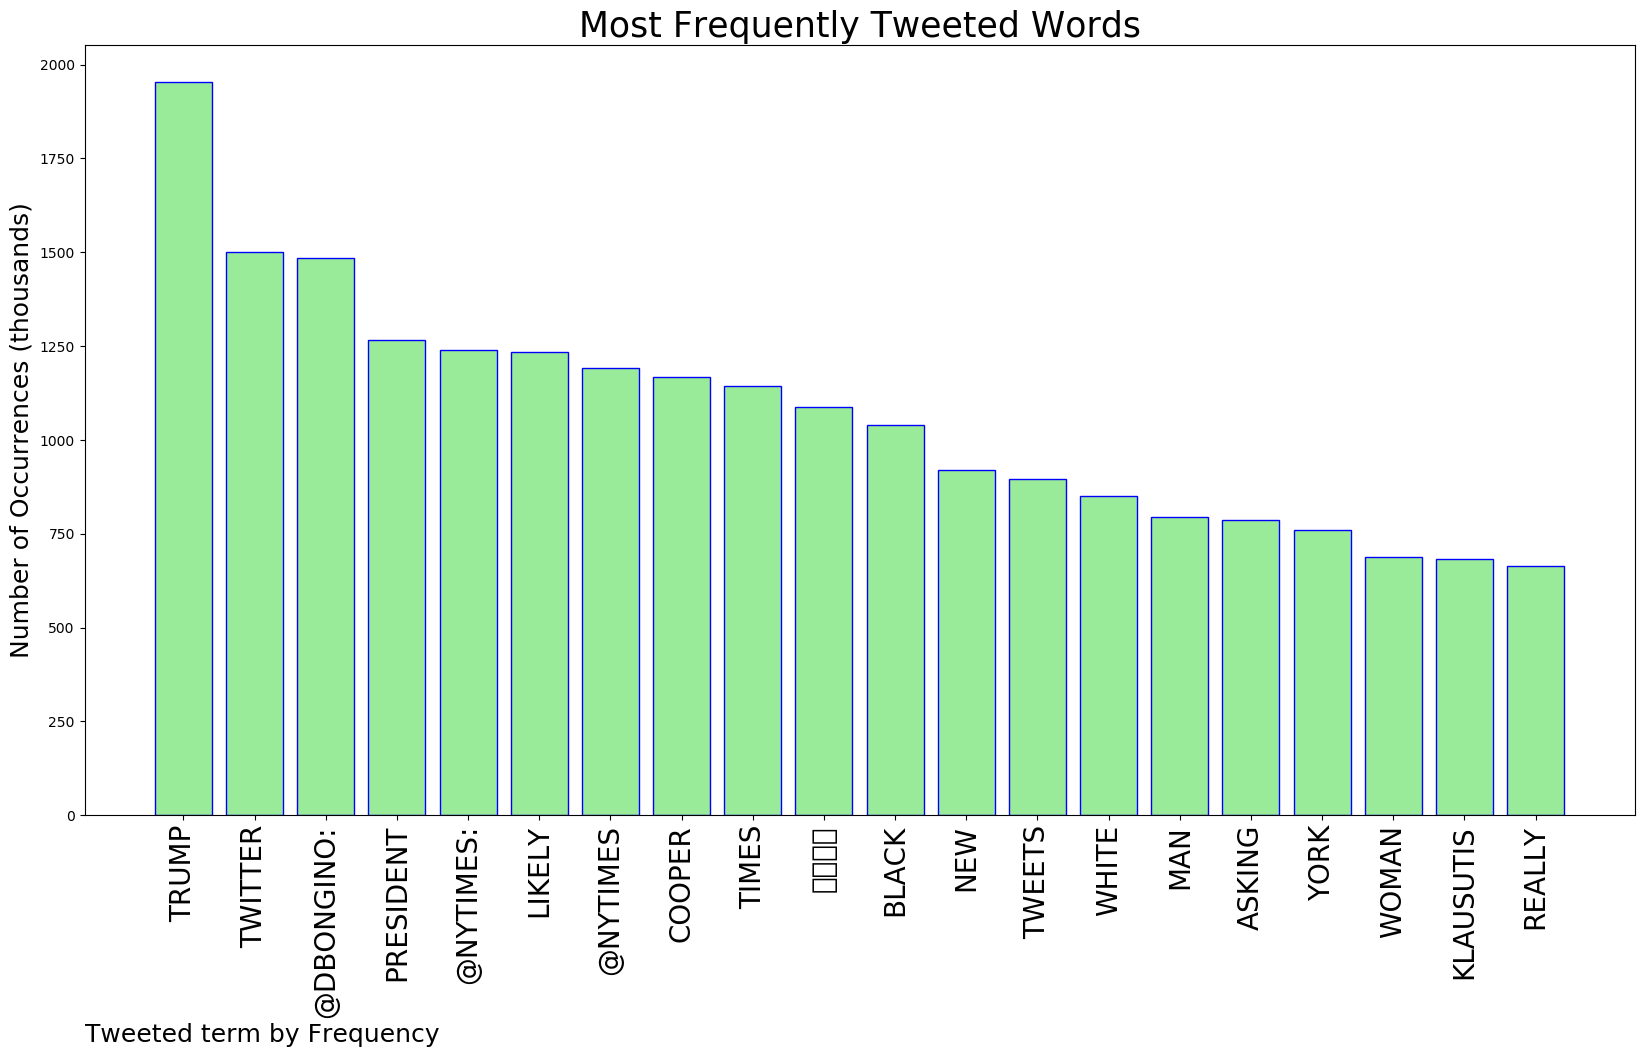 Most Frequently Tweeted Words
Number of Occurrences (thousands)
2000
1750
1500
1250
1000
750
500
250
0
TRUMP
TWITTER
@DBONGINO:
PRESIDENT
@NYTIMES:
LIKELY
@NYTIMES
COOPER
TIMES
BLACK
NEW
TWEETS
WHITE
MAN
ASKING
YORK
WOMAN
KLAUSUTIS
REALLY
Tweeted term by Frequency